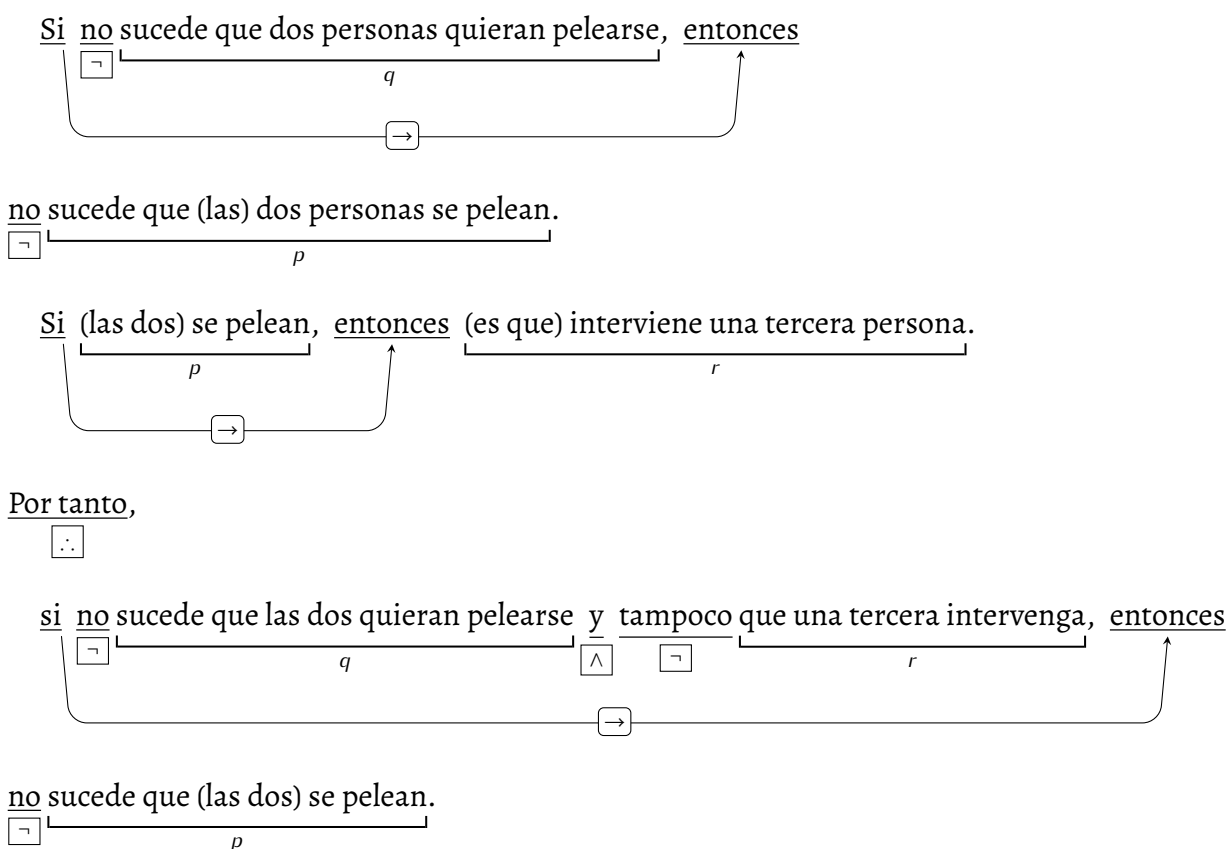 Si no sucede que dos personas quieran pelearse, entonces
¬ q
→
no sucede que (las) dos personas se pelean.
¬ p
Si (las dos) se pelean, entonces (es que) interviene una tercera persona.
p r
→
Por tanto,
∴
si no sucede que las dos quieran pelearse y tampoco que una tercera intervenga, entonces
¬ q ∧ ¬ r
→
no sucede que (las dos) se pelean.
¬ p